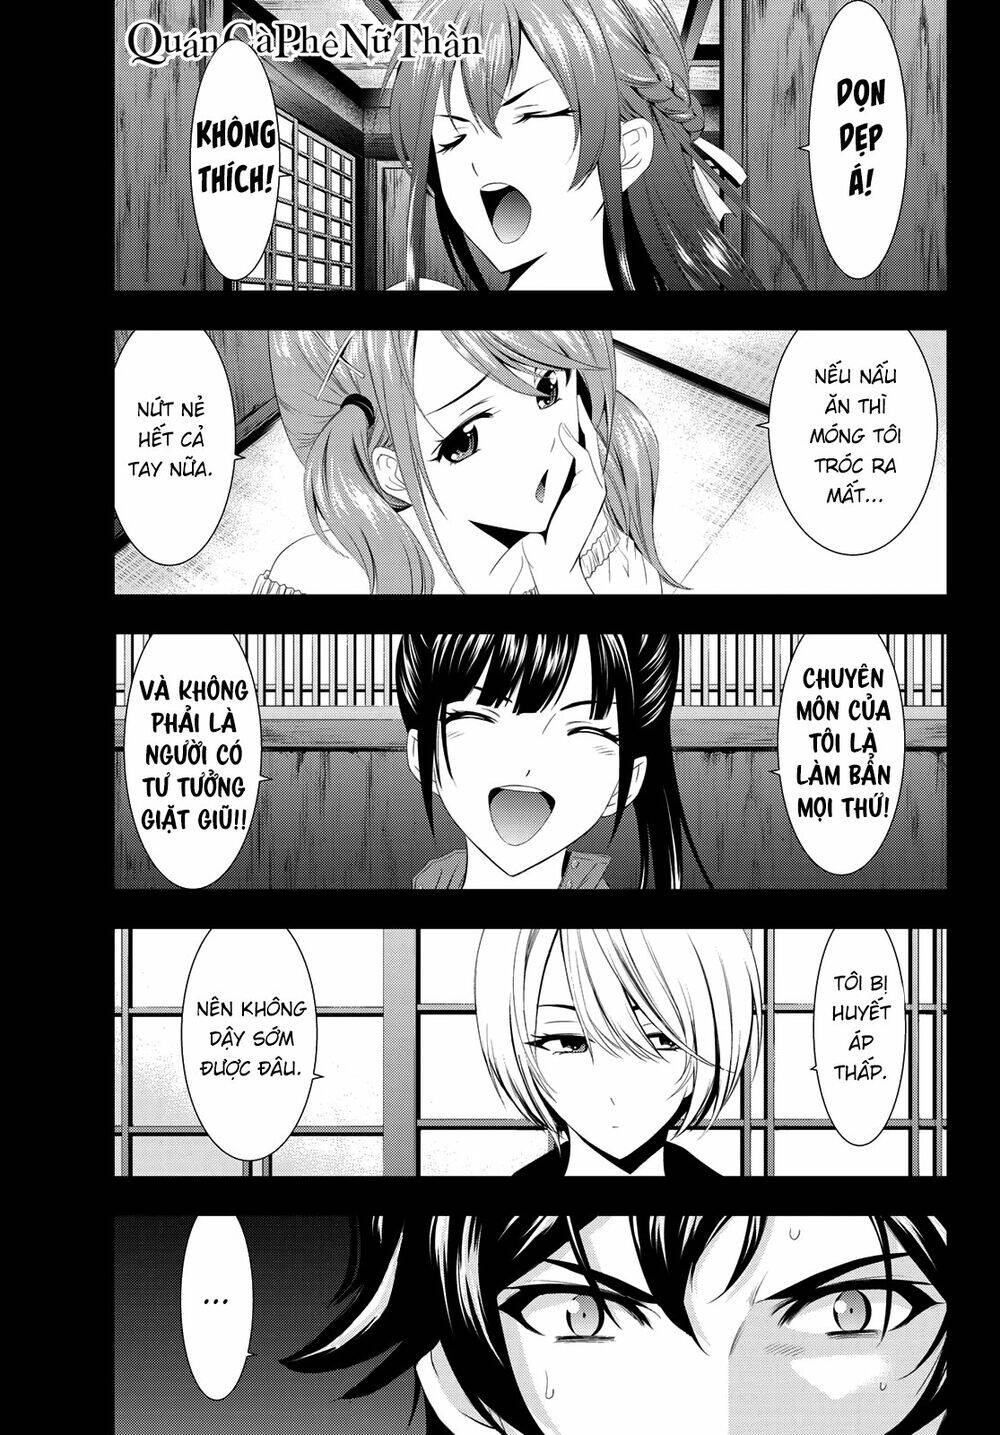 Quán Cà Phê Nữ Thần
DỌN
DẸP
Á!
KHÔNG
THÍCH!
NẾU NẤU
ĂN THÌ
MÓNG TÔI
TRÓC RA
MẤT...
NỨT NẺ
HẾT CẢ
TAY NỮA.
CHUYÊN
MÔN CỦA
TÔI LÀ
LÀM BẨN
MỌI THỨ!
VÀ KHÔNG
PHẢI LÀ
NGƯỜI CÓ
TƯ TƯỞNG
GIẶT GIŨ!!
TÔI BỊ
HUYẾT
ÁP
THẤP.
NÊN KHÔNG
DẬY SỚM
ĐƯỢC ĐÂU.
...